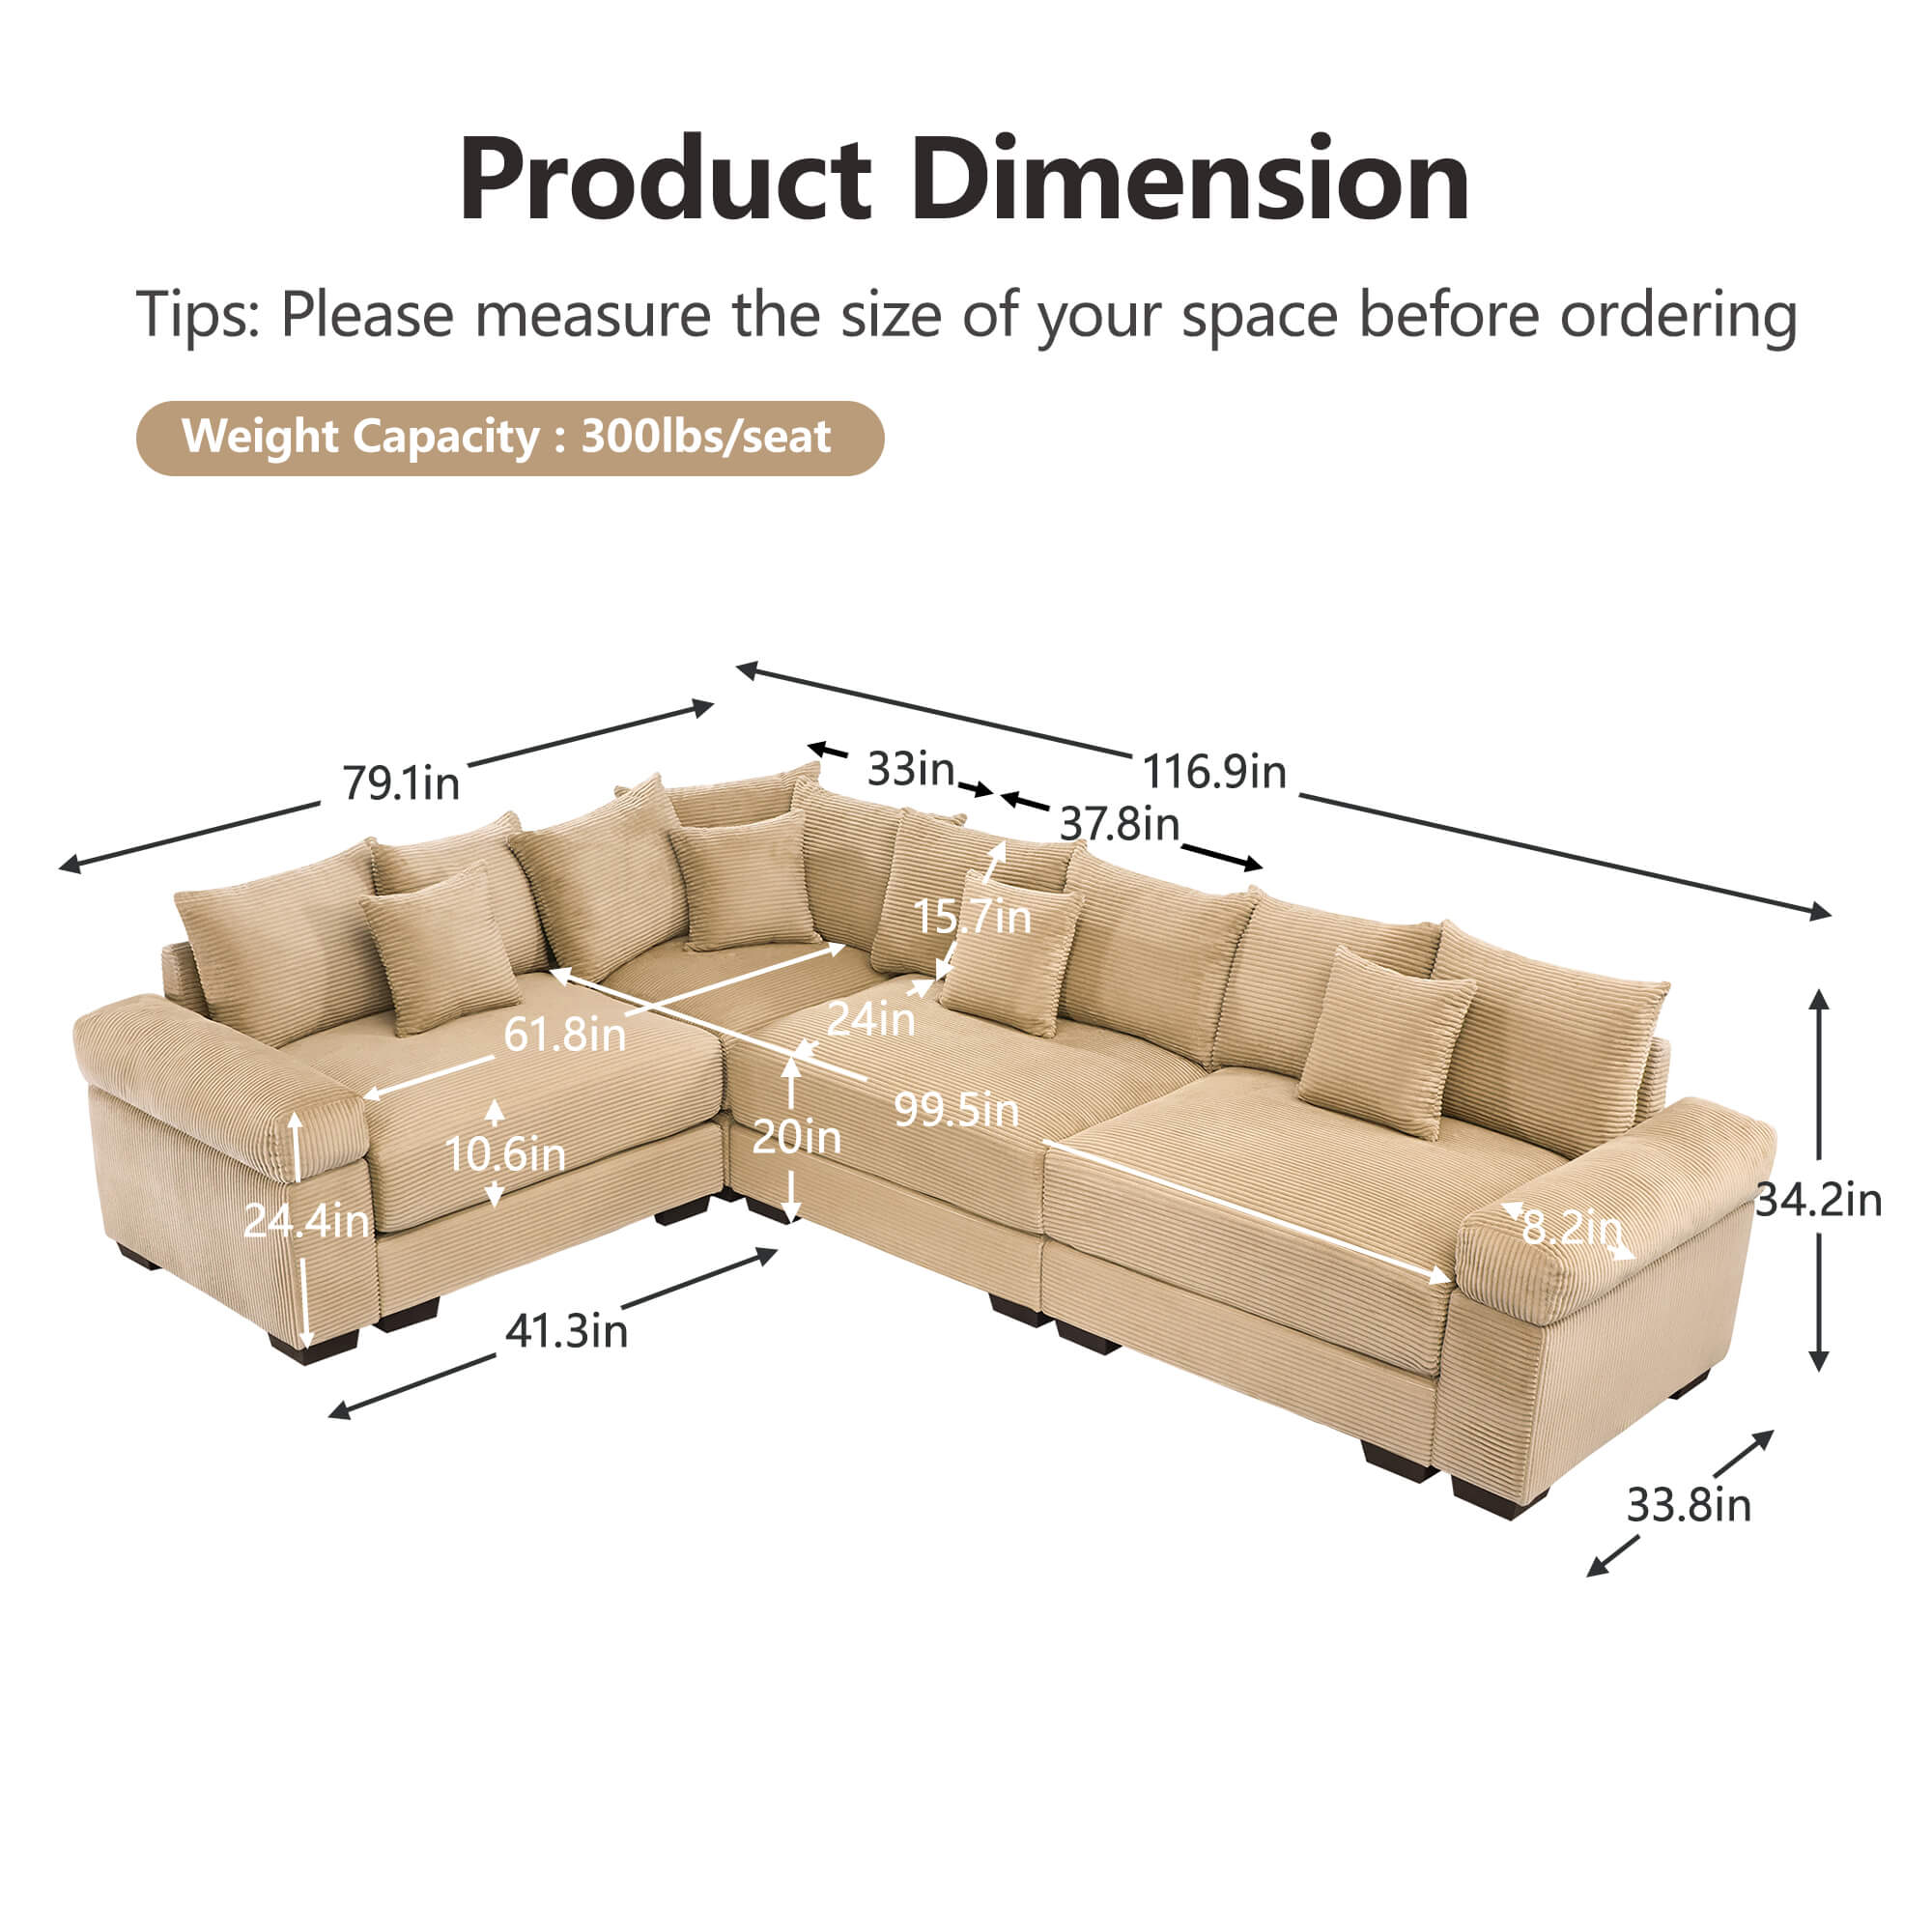 Product Dimension
Tips: Please measure the size of your space before ordering
Weight Capacity : 300lbs/seat
79.1in
33in
116.9in
37.8in
15.7in
61.8in
24in
99.5in
10.6in
20in
24.4in
8.2in
34.2in
41.3in
33.8in